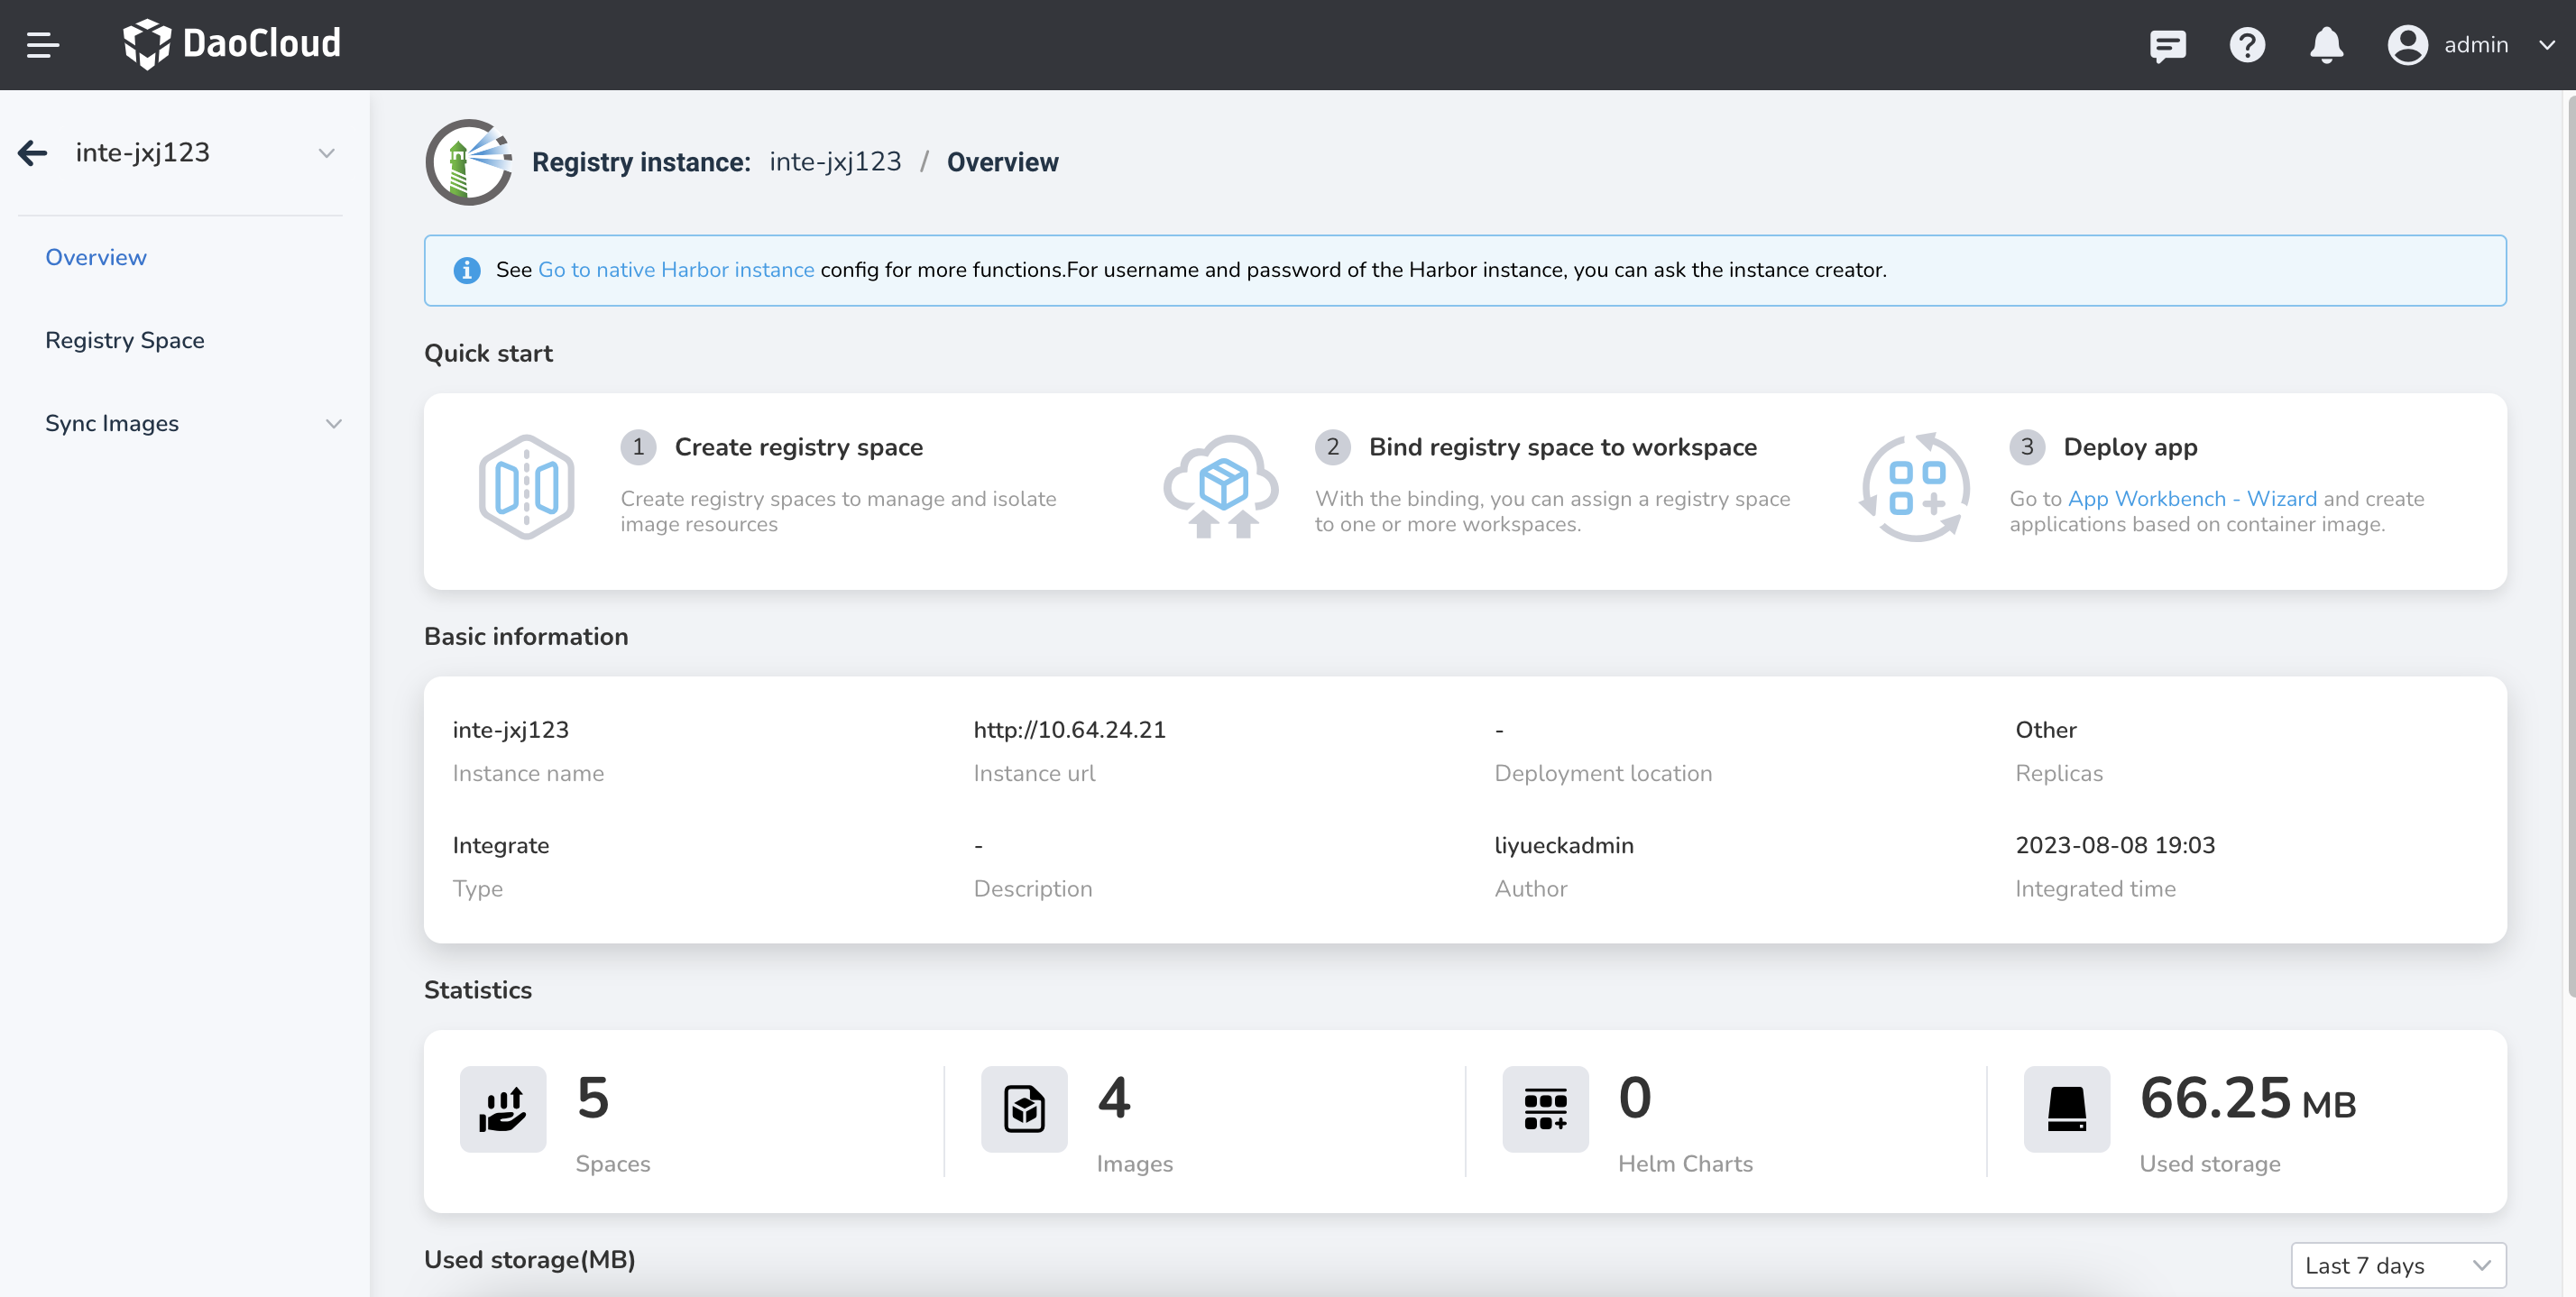 DaoCloud
admin
inte-jxj123
Overview
Registry Space
Sync Images
Registry instance: inte-jxj123 / Overview
See Go to native Harbor instance config for more functions.For username and password of the Harbor instance, you can ask the instance creator.
Quick start
1 Create registry space
Create registry spaces to manage and isolate
image resources
2 Bind registry space to workspace
With the binding, you can assign a registry space
to one or more workspaces.
3 Deploy app
Go to App Workbench - Wizard and create
applications based on container image.
Basic information
inte-jxj123
Instance name
http://10.64.24.21
Instance url
-
Deployment location
Other
Replicas
Integrate
Type
-
Description
liyueckadmin
Author
2023-08-08 19:03
Integrated time
Statistics
5
Spaces
4
Images
0
Helm Charts
66.25 MB
Used storage
Used storage(MB)
Last 7 days